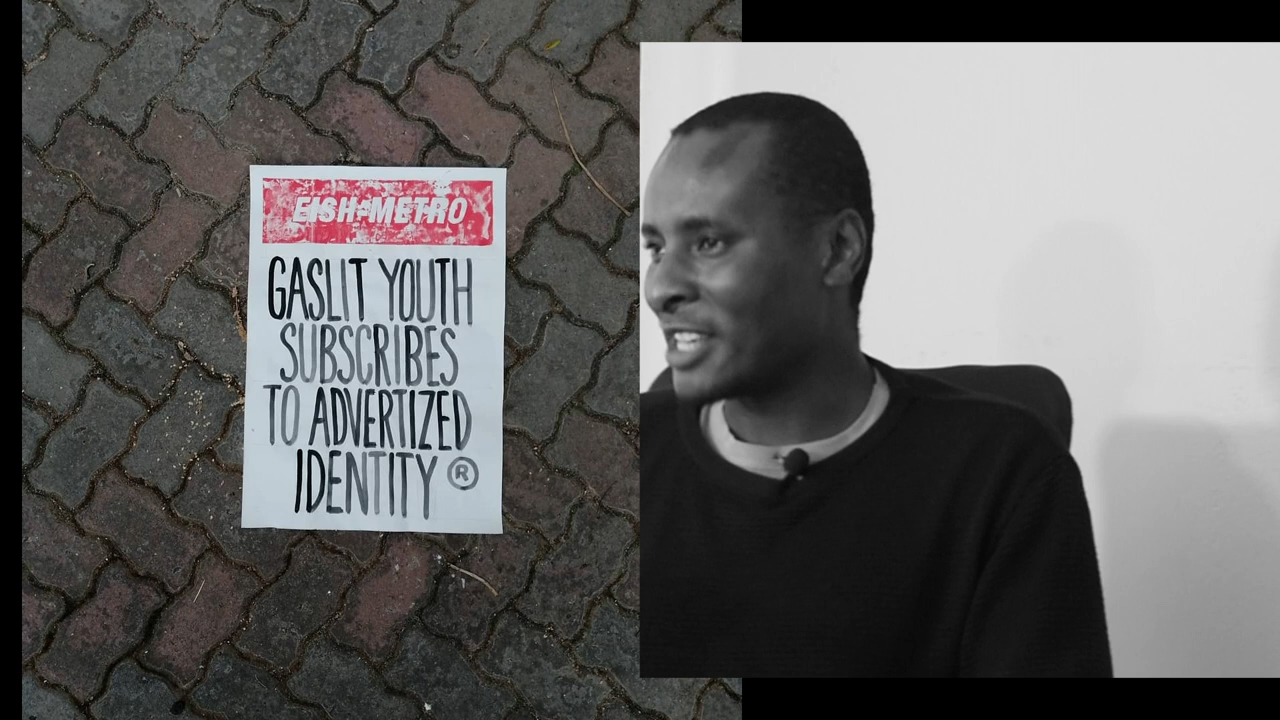 EISH-METRO
GASLIT YOUTH
SUBSCRIBES
TO ADVERTIZED
IDENTITY ®